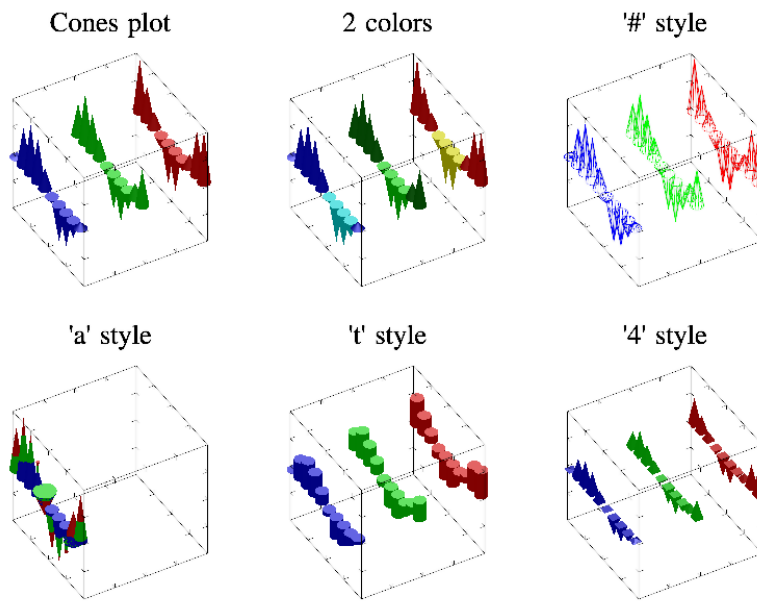 Cones plot
2 colors
'#' style
'a' style
't' style
'4' style